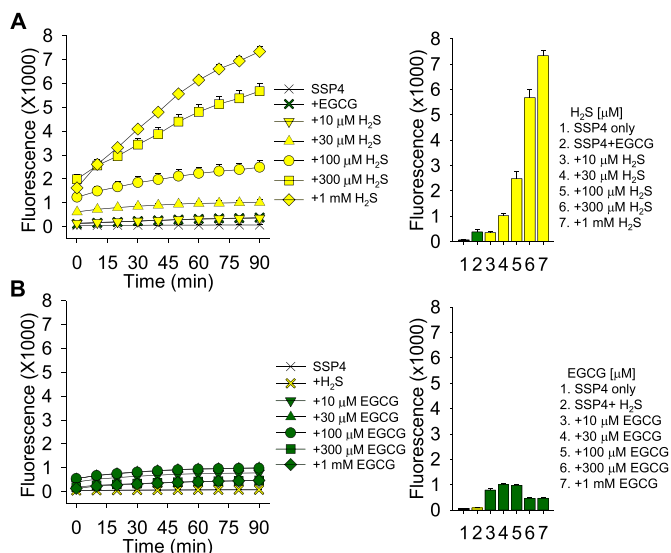 A
Fluorescence (X1000)
8
7
6
5
4
3
2
1
0
0 15 30 45 60 75 90
Time (min)
SSP4
+EGCG
+10 μM H₂S
+30 μM H₂S
+100 μM H₂S
+300 μM H₂S
+1 mM H₂S
Fluorescence (X1000)
8
7
6
5
4
3
2
1
0
1 2 3 4 5 6 7
H₂S [μM]
1. SSP4 only
2. SSP4+EGCG
3. +10 μM H₂S
4. +30 μM H₂S
5. +100 μM H₂S
6. +300 μM H₂S
7. +1 mM H₂S
B
Fluorescence (X1000)
8
7
6
5
4
3
2
1
0
0 15 30 45 60 75 90
Time (min)
SSP4
+H₂S
+10 μM EGCG
+30 μM EGCG
+100 μM EGCG
+300 μM EGCG
+1 mM EGCG
Fluorescence (X1000)
8
7
6
5
4
3
2
1
0
1 2 3 4 5 6 7
EGCG [μM]
1. SSP4 only
2. SSP4+ H₂S
3. +10 μM EGCG
4. +30 μM EGCG
5. +100 μM EGCG
6. +300 μM EGCG
7. +1 mM EGCG